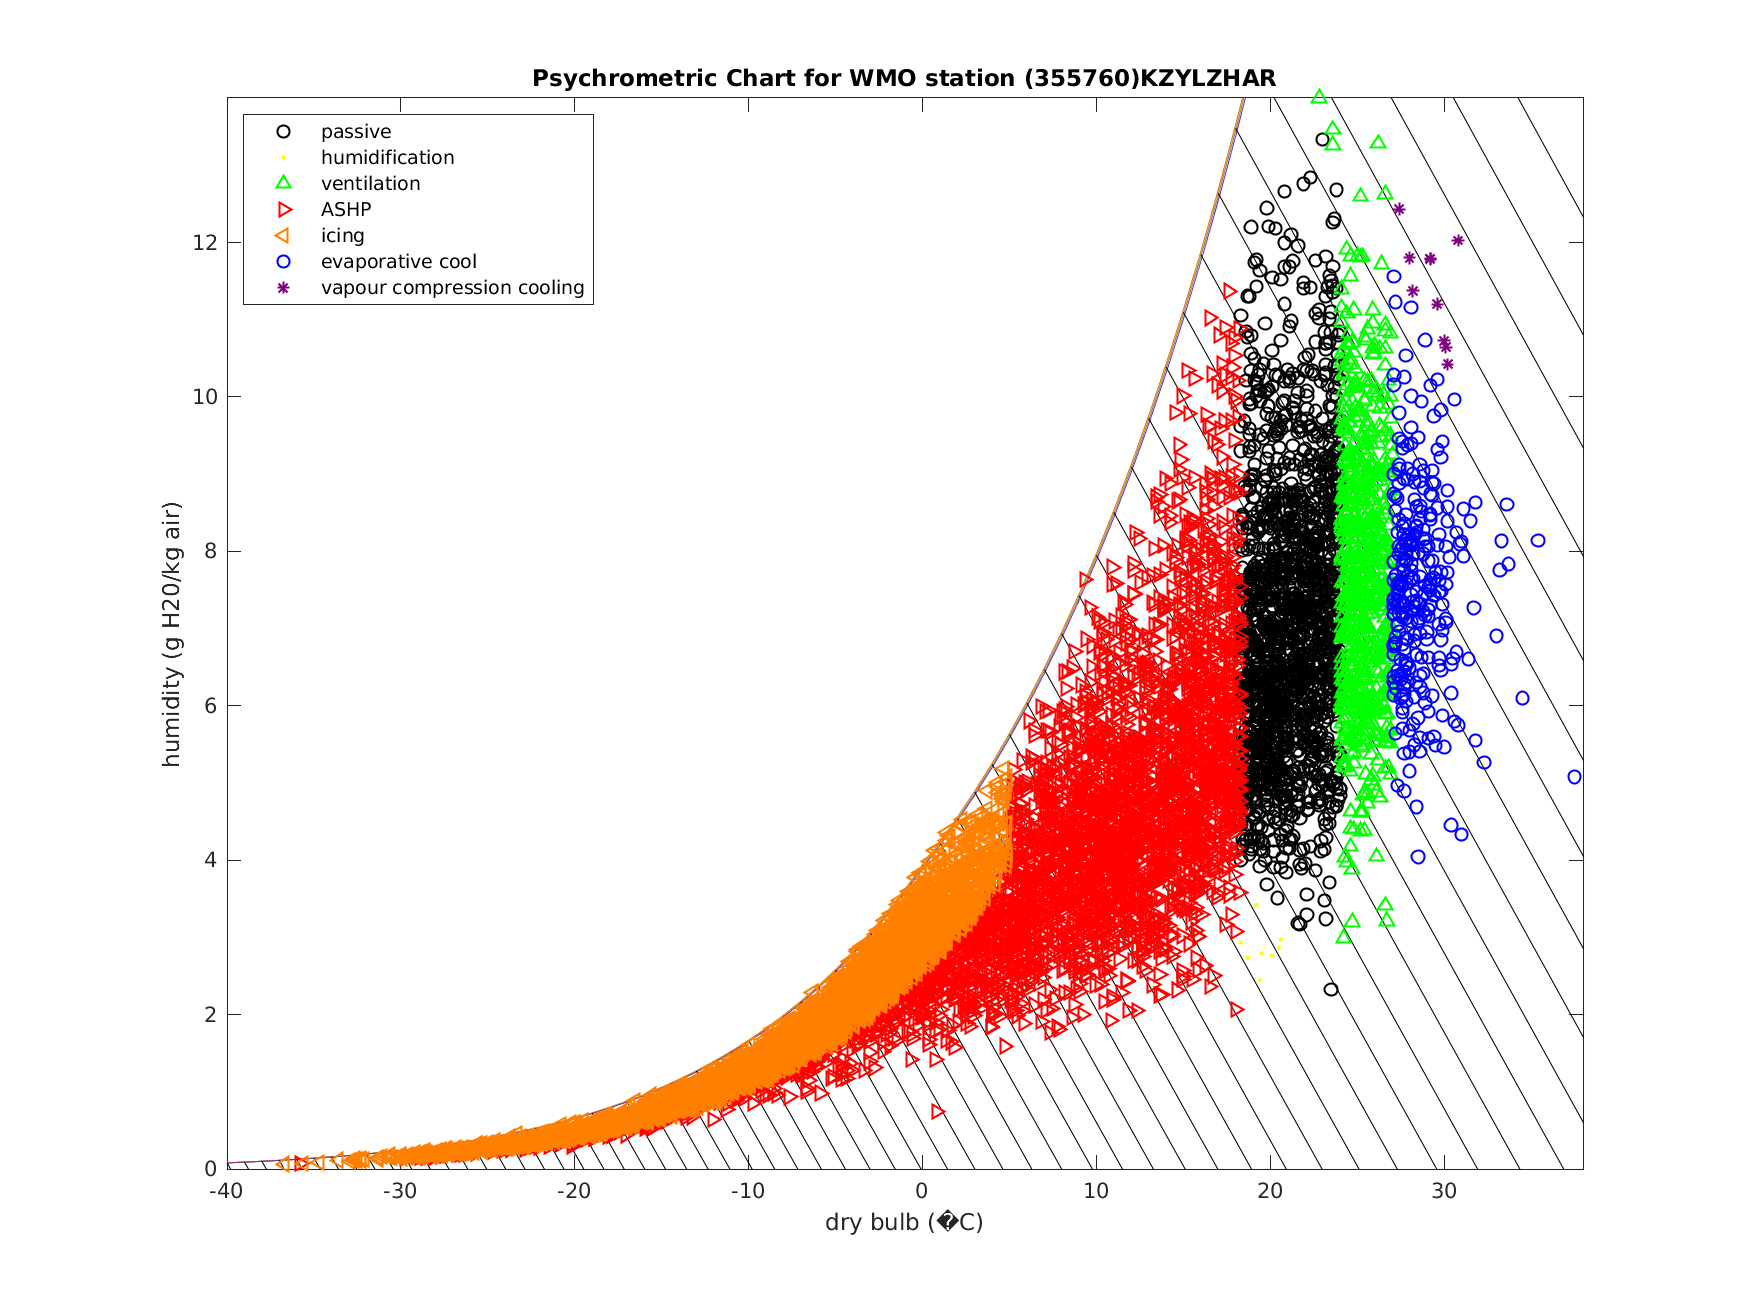 Psychrometric Chart for WMO station (355760)KZYLZHAR
passive
humidification
ventilation
ASHP
icing
evaporative cool
vapour compression cooling
humidity (g H20/kg air)
12
10
8
6
4
2
0
-40 -30 -20 -10 0 10 20 30
dry bulb (�C)